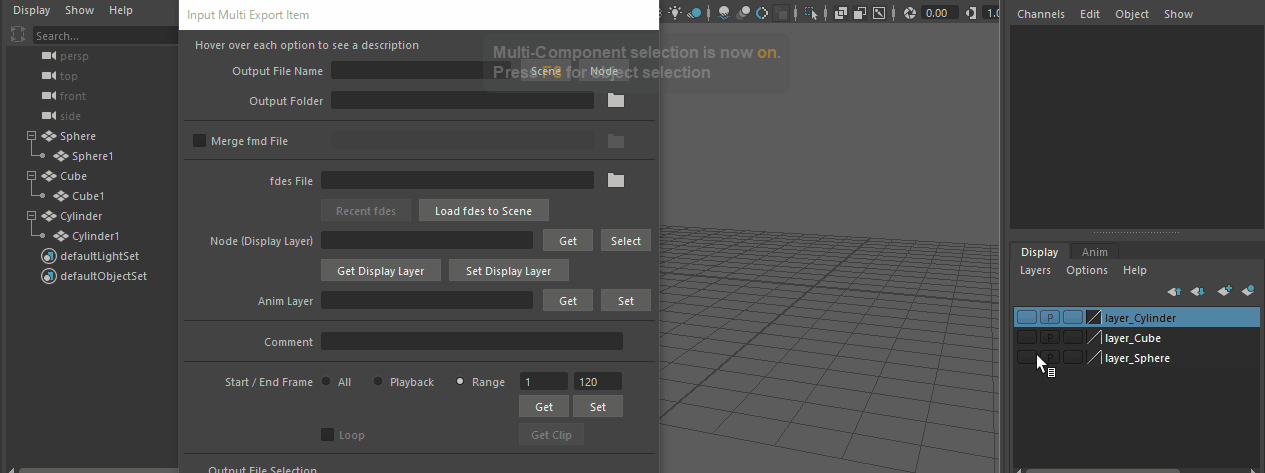 Display Show Help
Search...
persp
top
front
side
Sphere
Sphere1
Cube
Cube1
Cylinder
Cylinder1
defaultLightSet
defaultObjectSet
Input Multi Export Item
Hover over each option to see a description
Output File Name Scene Node
Output Folder
Merge fmd File
fdes File
Recent fdes Load fdes to Scene
Node (Display Layer) Get Select
Get Display Layer Set Display Layer
Anim Layer Get Set
Comment
Start / End Frame All Playback Range 1 120
Get Set
Loop Get Clip
Output File Selection
Multi-Component selection is now on.
Press F8 for object selection
0.00 1.0
Channels Edit Object Show
Display Anim
Layers Options Help
P layer_Cylinder
P layer_Cube
P layer_Sphere